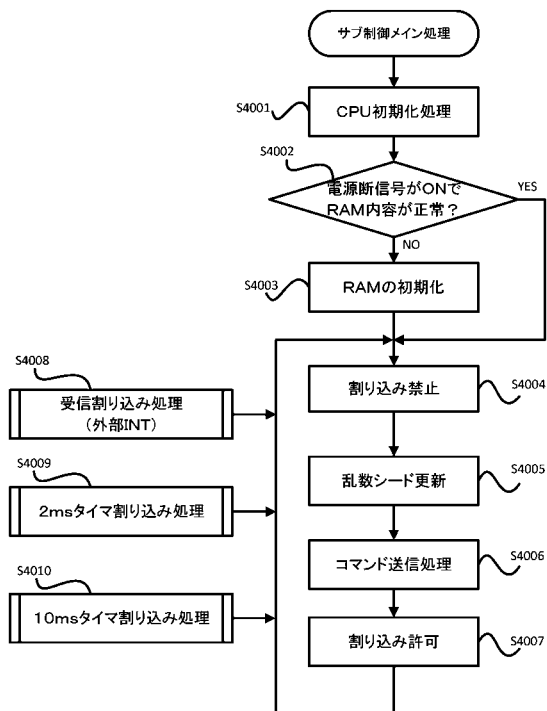 サブ制御メイン処理
S4001
CPU初期化処理
S4002
電源断信号がONで
RAM内容が正常？
YES
NO
S4003
RAMの初期化
S4008
受信割り込み処理
（外部INT）
割り込み禁止
S4004
S4009
2msタイマ割り込み処理
乱数シード更新
S4005
S4010
10msタイマ割り込み処理
コマンド送信処理
S4006
割り込み許可
S4007